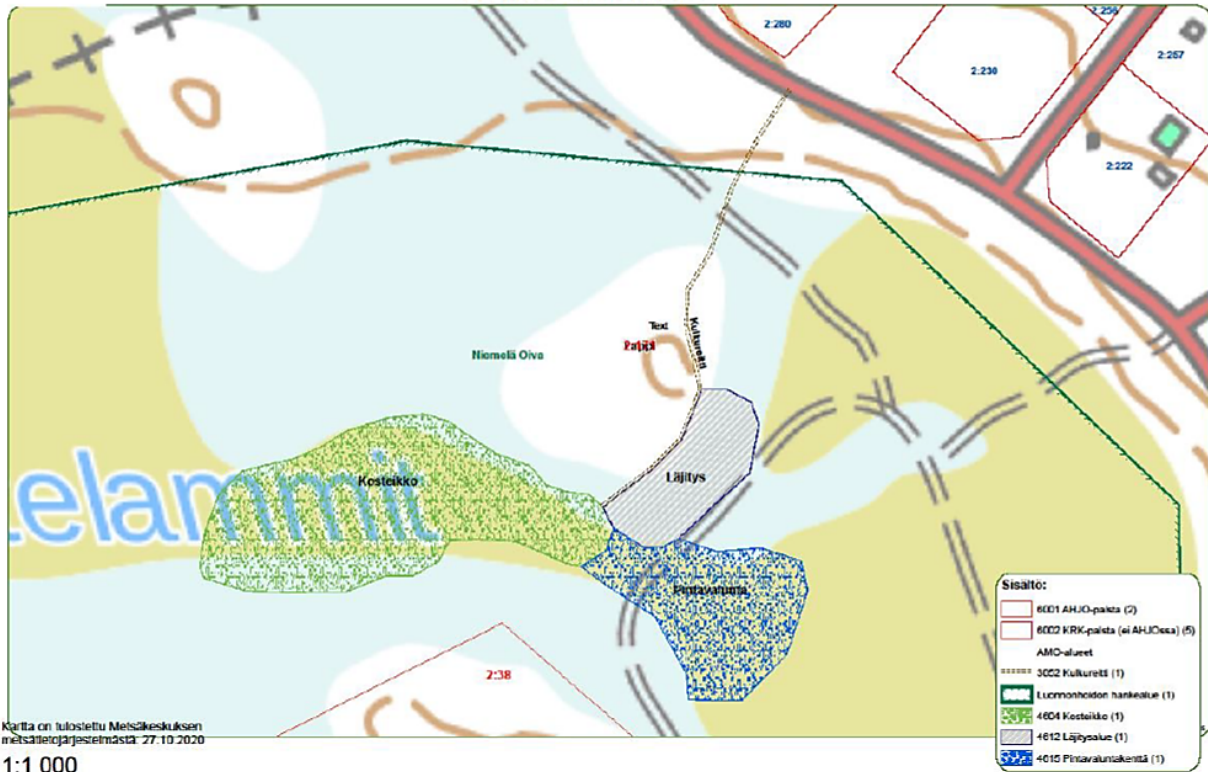 2:280
2:256
2:257
2:230
2:222
Text
Kulkureitti
Niemelä Oiva
Läjitys
elammit
Kosteikko
Pintavalunta
2:38
Sisältö:
6001 AHJO-palsta (2)
6002 KRK-palsta (ei AHJOssa) (5)
AMO-alueet
3052 Kulkureitti (1)
Luonnonhoidon hankealue (1)
4604 Kosteikko (1)
4612 Läjitysalue (1)
4615 Pintavaluntakenttä (1)
Kartta on tulostettu Metsäkeskuksen
metsätietojärjestelmästä 27.10.2020
1:1 000